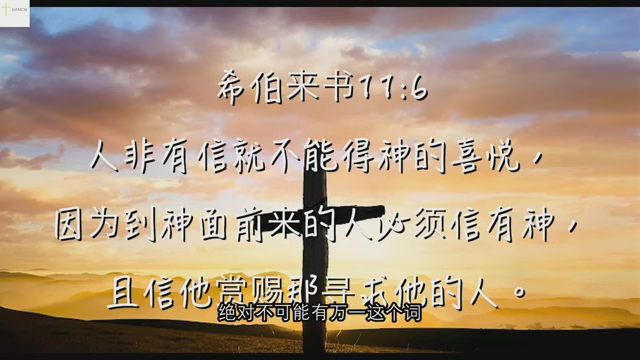 希伯来书11:6
人非有信就不能得神的喜悦，
因为到神面前来的人必须信有神，
且信他赏赐那寻求他的人。
绝对不可能有万一这个词